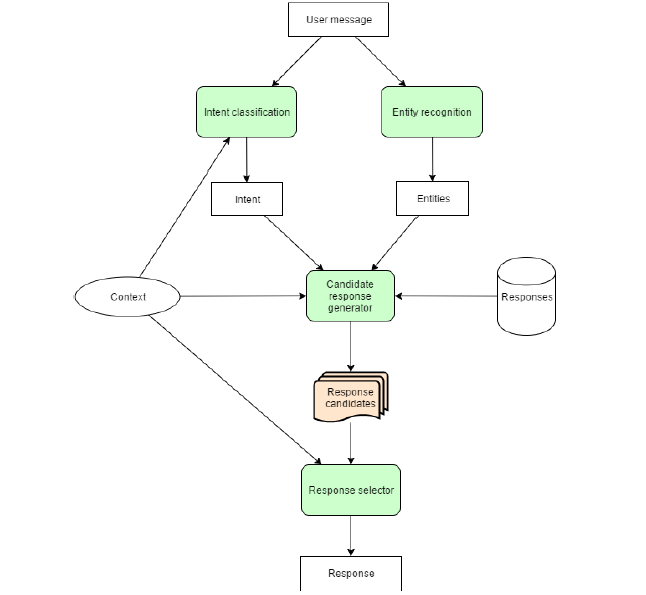 User message
Intent classification
Entity recognition
Intent
Entities
Context
Candidate
response
generator
Responses
Response
candidates
Response selector
Response